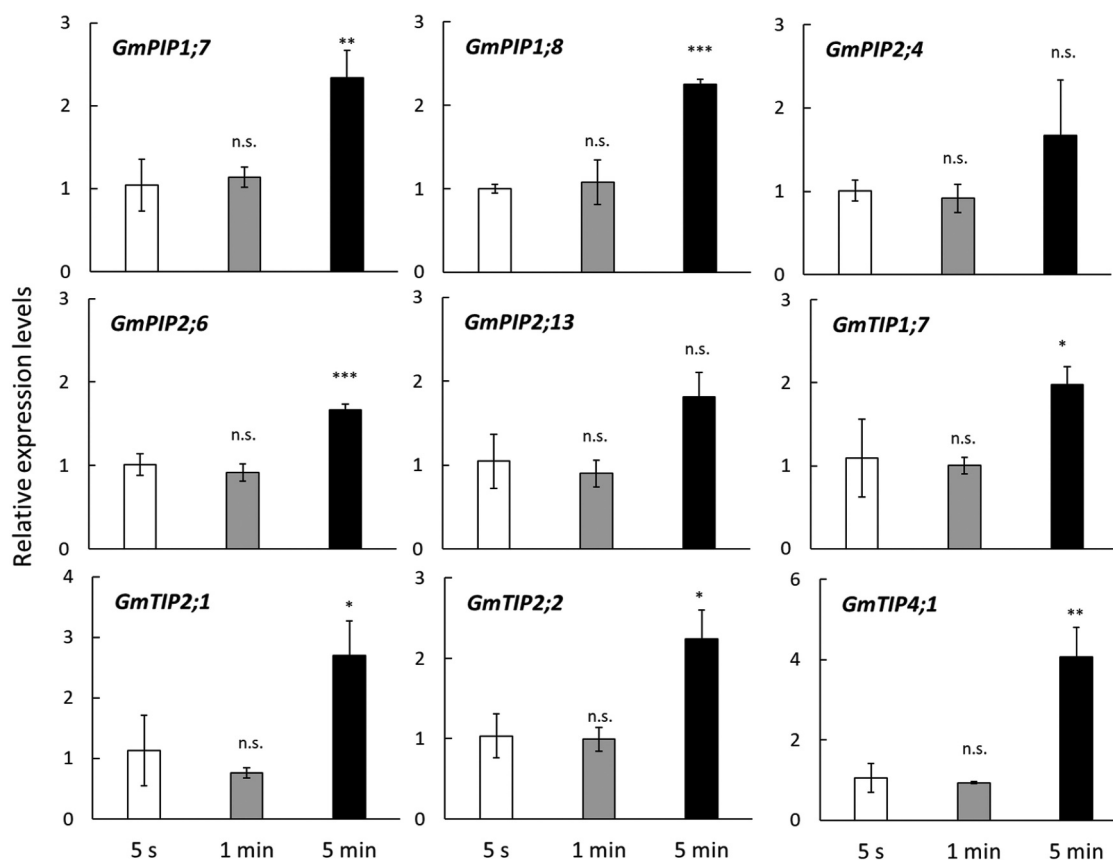 Relative expression levels
GmPIP1;7
3
2
1
0
n.s.
**
GmPIP1;8
3
2
1
0
n.s.
***
GmPIP2;4
3
2
1
0
n.s.
n.s.
GmPIP2;6
3
2
1
0
n.s.
***
GmPIP2;13
3
2
1
0
n.s.
n.s.
GmTIP1;7
3
2
1
0
n.s.
*
GmTIP2;1
4
3
2
1
0
n.s.
*
5 s 1 min 5 min
GmTIP2;2
3
2
1
0
n.s.
*
5 s 1 min 5 min
GmTIP4;1
6
4
2
0
n.s.
**
5 s 1 min 5 min